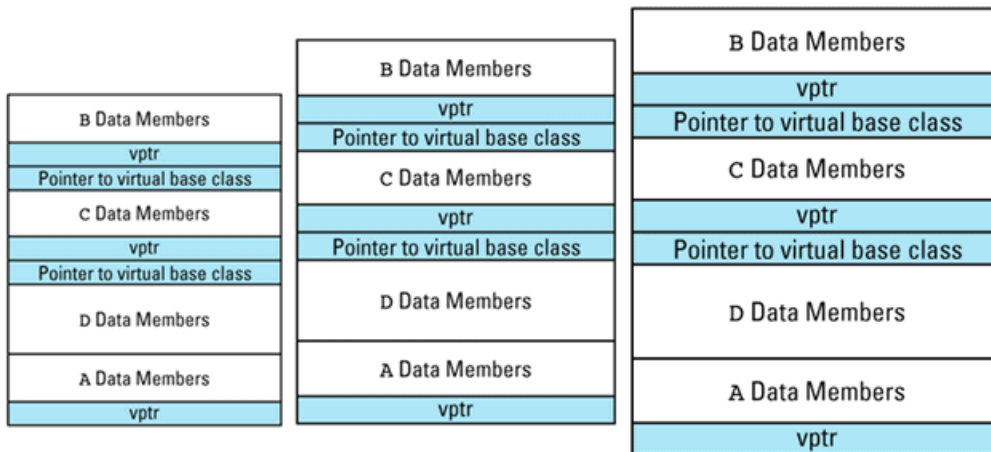 B Data Members
vptr
Pointer to virtual base class
C Data Members
vptr
Pointer to virtual base class
D Data Members
A Data Members
vptr
B Data Members
vptr
Pointer to virtual base class
C Data Members
vptr
Pointer to virtual base class
D Data Members
A Data Members
vptr
B Data Members
vptr
Pointer to virtual base class
C Data Members
vptr
Pointer to virtual base class
D Data Members
A Data Members
vptr